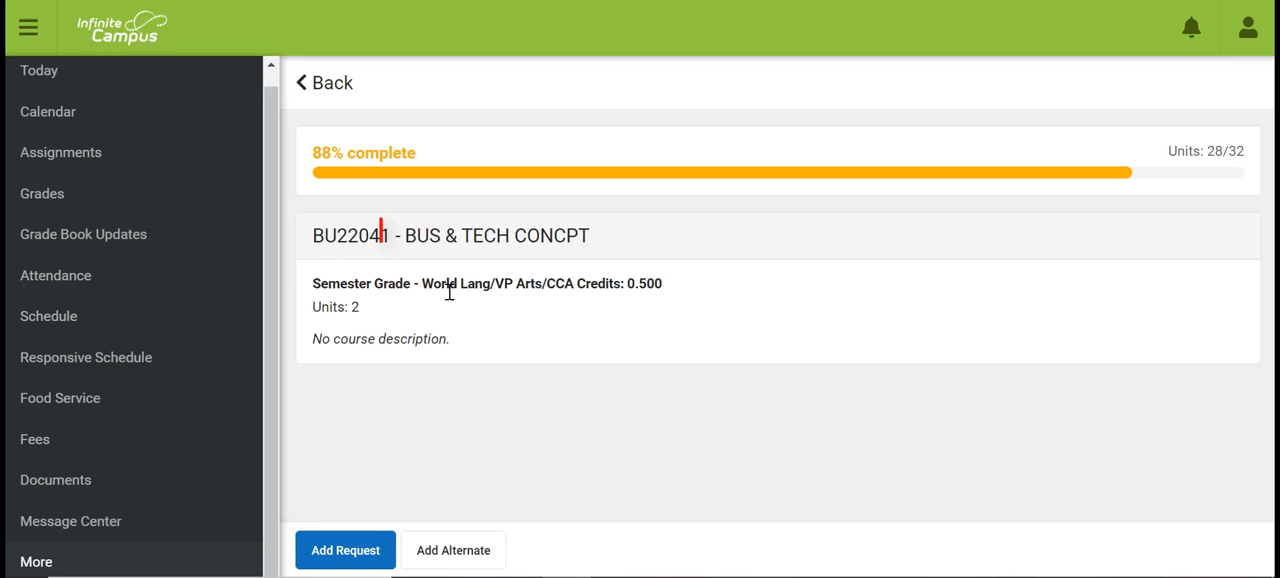 Infinite
Campus
Today
Calendar
Assignments
Grades
Grade Book Updates
Attendance
Schedule
Responsive Schedule
Food Service
Fees
Documents
Message Center
More
Back
88% complete
Units: 28/32
BU22041 - BUS & TECH CONCPT
Semester Grade - World Lang/VP Arts/CCA Credits: 0.500
Units: 2
No course description.
Add Request
Add Alternate